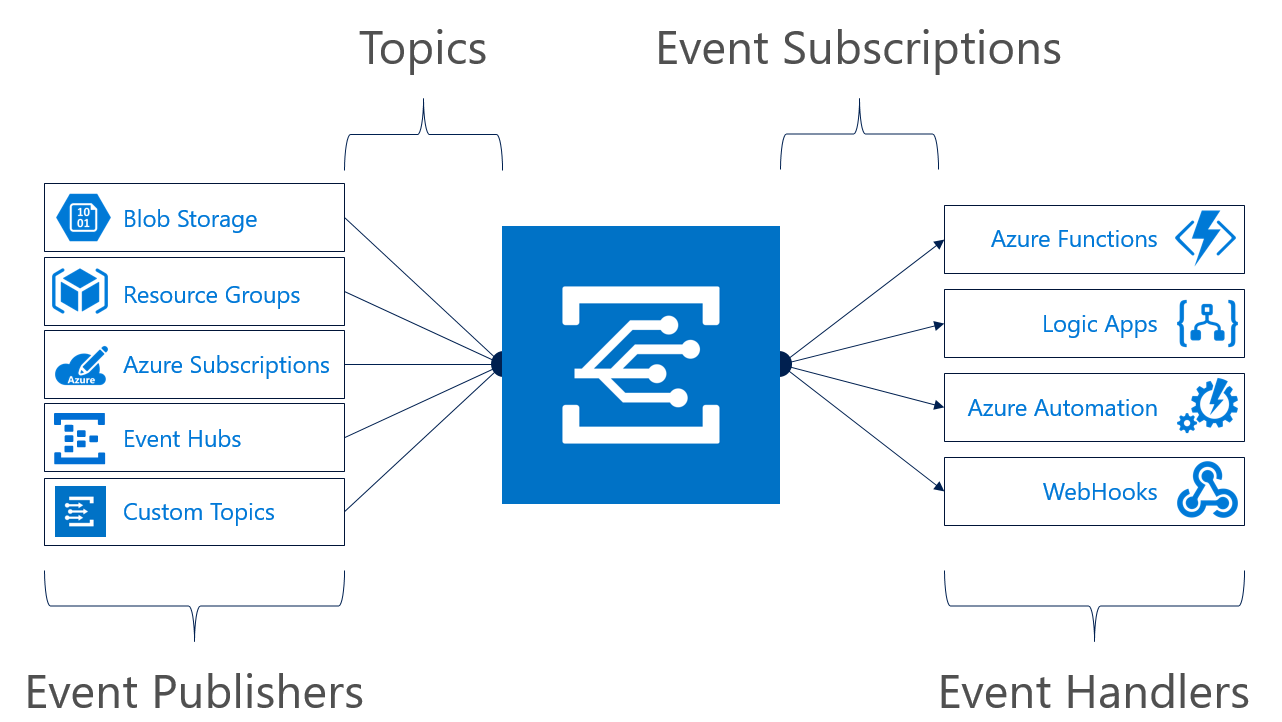 Topics
Event Subscriptions
10
01
Blob Storage
Resource Groups
Azure
Azure Subscriptions
Event Hubs
Custom Topics
Azure Functions
Logic Apps
Azure Automation
WebHooks
Event Publishers
Event Handlers